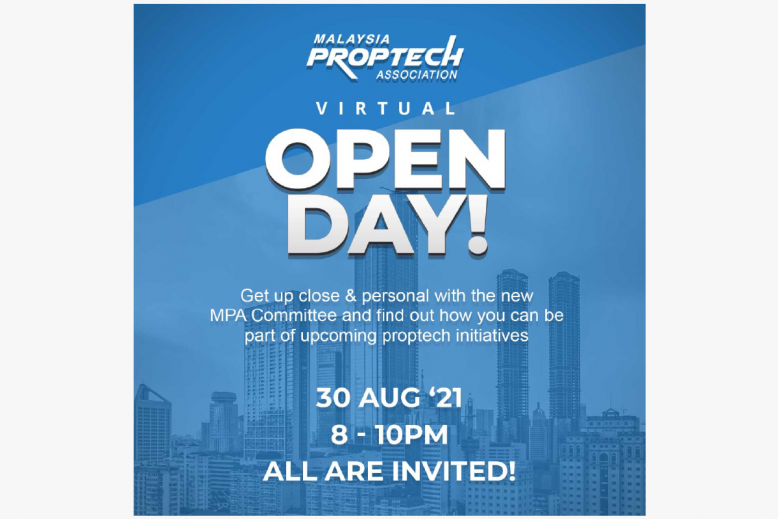 MALAYSIA
PROPTECH
ASSOCIATION
VIRTUAL
OPEN
DAY!
Get up close & personal with the new
MPA Committee and find out how you can be
part of upcoming proptech initiatives
30 AUG ‘21
8 - 10PM
ALL ARE INVITED!